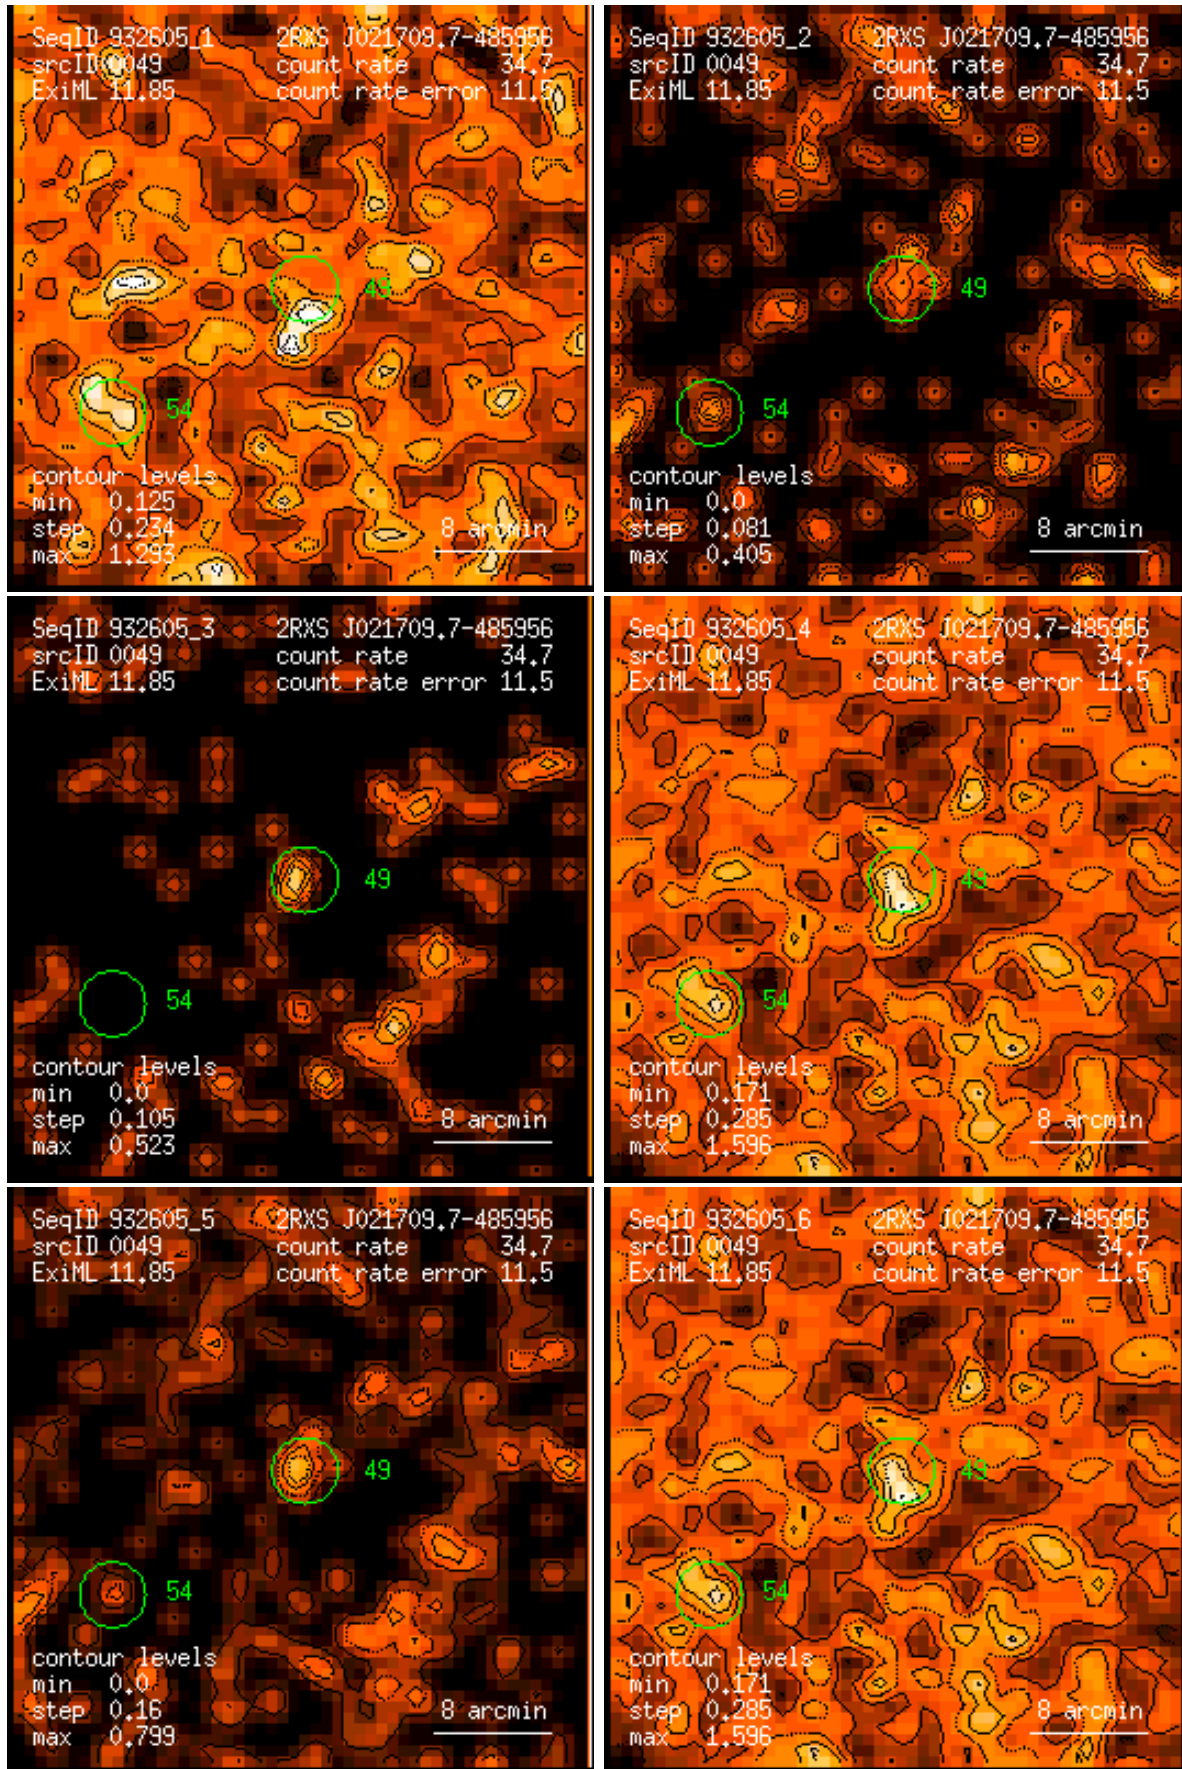 SeqID 932605_1 2RXS J021709.7-485956
srcID 0049 count rate 34.7
ExiML 11.85 count rate error 11.5
49
54
contour levels
min 0.125
step 0.234
max 1.293
8 arcmin
SeqID 932605_2 2RXS J021709.7-485956
srcID 0049 count rate 34.7
ExiML 11.85 count rate error 11.5
49
54
contour levels
min 0.0
step 0.081
max 0.405
8 arcmin
SeqID 932605_3 2RXS J021709.7-485956
srcID 0049 count rate 34.7
ExiML 11.85 count rate error 11.5
49
54
contour levels
min 0.0
step 0.105
max 0.523
8 arcmin
SeqID 932605_4 2RXS J021709.7-485956
srcID 0049 count rate 34.7
ExiML 11.85 count rate error 11.5
49
54
contour levels
min 0.171
step 0.285
max 1.596
8 arcmin
SeqID 932605_5 2RXS J021709.7-485956
srcID 0049 count rate 34.7
ExiML 11.85 count rate error 11.5
49
54
contour levels
min 0.0
step 0.16
max 0.799
8 arcmin
SeqID 932605_6 2RXS J021709.7-485956
srcID 0049 count rate 34.7
ExiML 11.85 count rate error 11.5
49
54
contour levels
min 0.171
step 0.285
max 1.596
8 arcmin